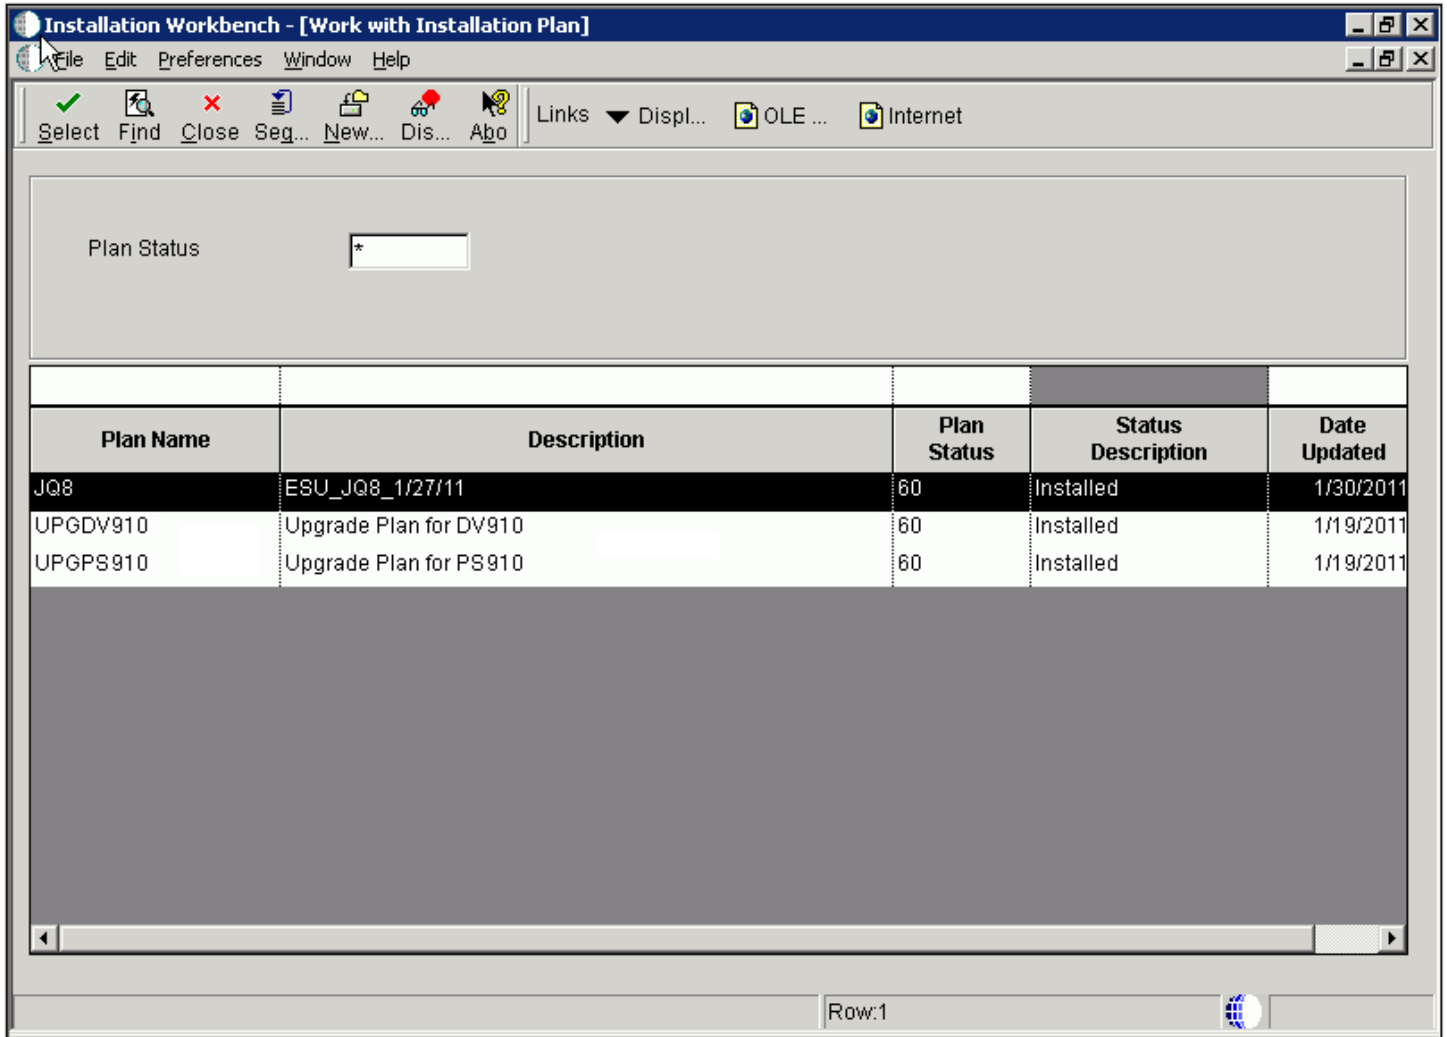 Installation Workbench - [Work with Installation Plan]
File Edit Preferences Window Help
Select Find Close Seq... New... Dis... Abo Links Displ... OLE ... Internet
Plan Status *
Plan Name Description Plan Status Status Description Date Updated
JQ8 ESU_JQ8_1/27/11 60 Installed 1/30/2011
UPGDV910 Upgrade Plan for DV910 60 Installed 1/19/2011
UPGPS910 Upgrade Plan for PS910 60 Installed 1/19/2011
Row:1